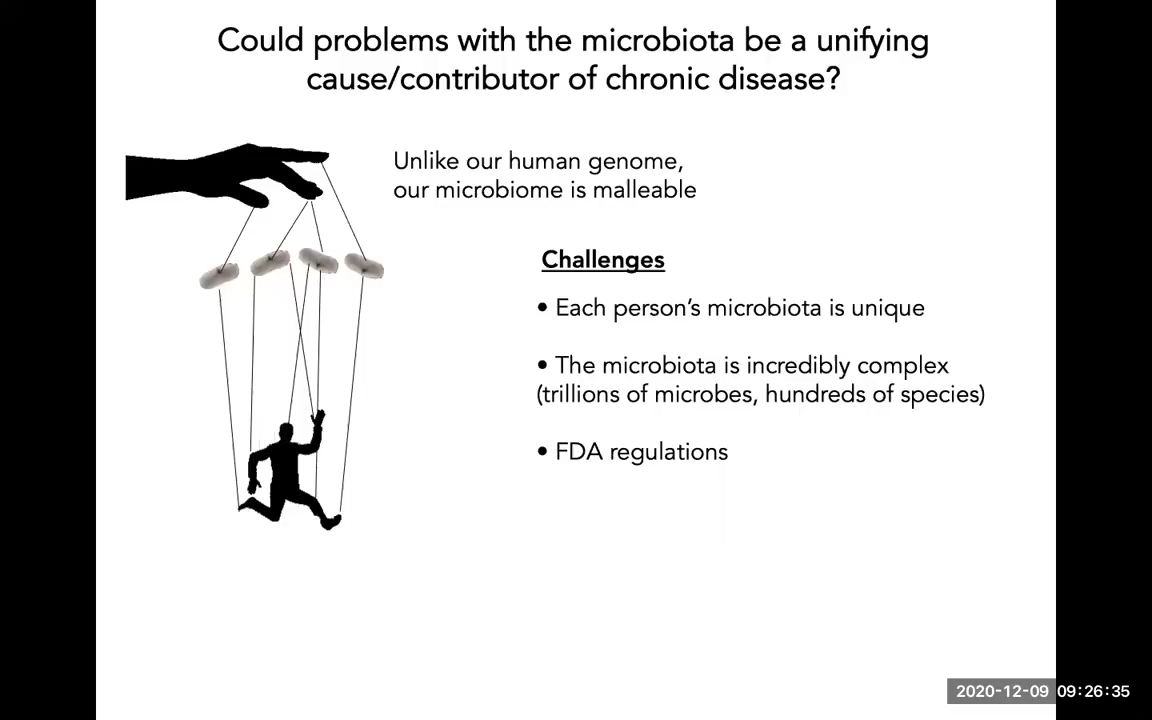 Could problems with the microbiota be a unifying
cause/contributor of chronic disease?
Unlike our human genome,
our microbiome is malleable
Challenges
• Each person’s microbiota is unique
• The microbiota is incredibly complex
(trillions of microbes, hundreds of species)
• FDA regulations
2020-12-09 09:26:35